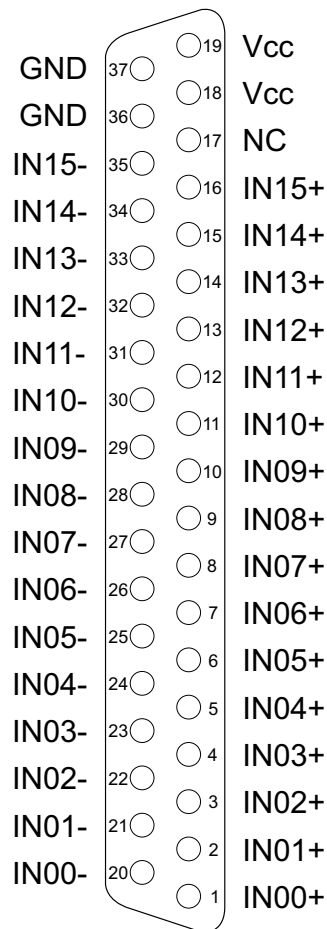 19 Vcc
GND 37
18 Vcc
GND 36
17 NC
IN15- 35
16 IN15+
IN14- 34
15 IN14+
IN13- 33
14 IN13+
IN12- 32
13 IN12+
IN11- 31
12 IN11+
IN10- 30
11 IN10+
IN09- 29
10 IN09+
IN08- 28
9 IN08+
IN07- 27
8 IN07+
IN06- 26
7 IN06+
IN05- 25
6 IN05+
IN04- 24
5 IN04+
IN03- 23
4 IN03+
IN02- 22
3 IN02+
IN01- 21
2 IN01+
IN00- 20
1 IN00+